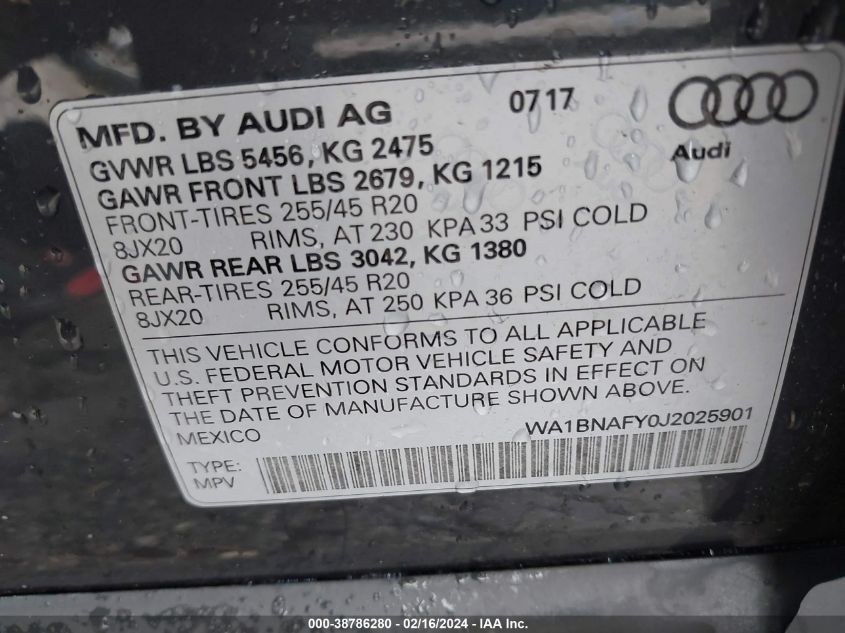 MFD. BY AUDI AG 07 17
Audi
GVWR LBS 5456, KG 2475
GAWR FRONT LBS 2679, KG 1215
FRONT-TIRES 255/45 R20
8JX20 RIMS, AT 230 KPA 33 PSI COLD
GAWR REAR LBS 3042, KG 1380
REAR-TIRES 255/45 R20
8JX20 RIMS, AT 250 KPA 36 PSI COLD
THIS VEHICLE CONFORMS TO ALL APPLICABLE
U.S. FEDERAL MOTOR VEHICLE SAFETY AND
THEFT PREVENTION STANDARDS IN EFFECT ON
THE DATE OF MANUFACTURE SHOWN ABOVE.
MEXICO WA1BNAFY0J2025901
TYPE:
MPV
000-38786280 - 02/16/2024 - IAA Inc.